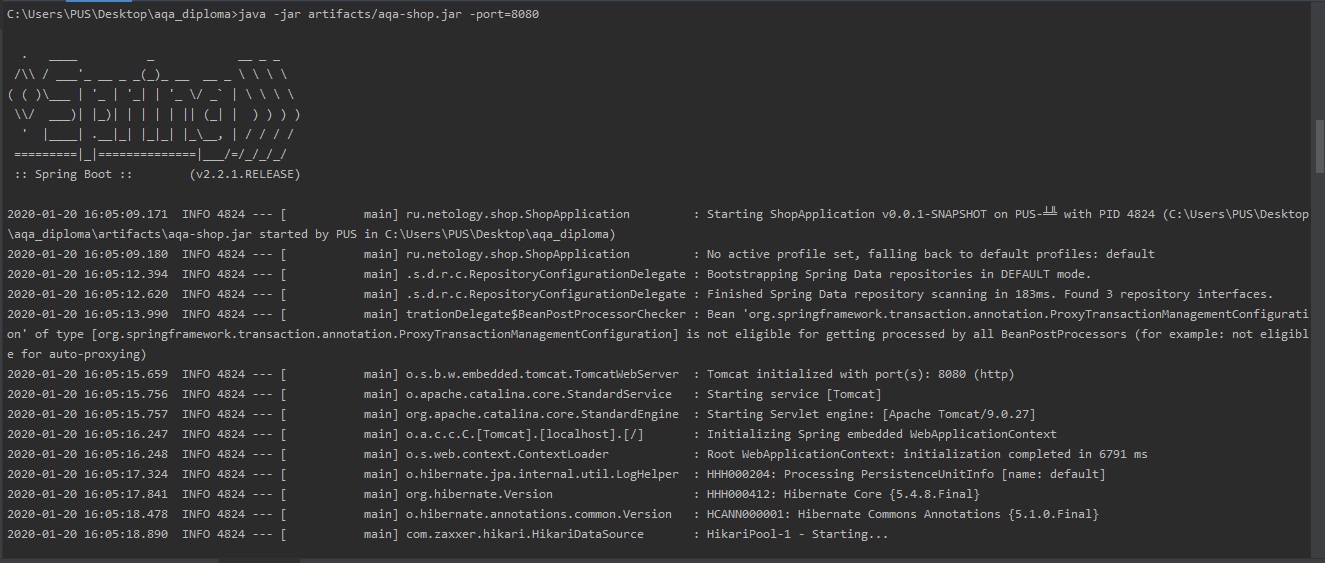 C:\Users\PUS\Desktop\aqa_diploma>java -jar artifacts/aqa-shop.jar -port=8080
  .   ____          _            __ _ _
 /\\ / ___'_ __ _ _(_)_ __  __ _ \ \ \ \
( ( )\___ | '_ | '_| | '_ \/ _` | \ \ \ \
 \\/  ___)| |_)| | | | | || (_| |  ) ) ) )
  '  |____| .__|_| |_|_| |_\__, | / / / /
 =========|_|==============|___/=/_/_/_/
 :: Spring Boot ::        (v2.2.1.RELEASE)
2020-01-20 16:05:09.171  INFO 4824 --- [           main] ru.netology.shop.ShopApplication         : Starting ShopApplication v0.0.1-SNAPSHOT on PUS-╩╩ with PID 4824 (C:\Users\PUS\Desktop
\aqa_diploma\artifacts\aqa-shop.jar started by PUS in C:\Users\PUS\Desktop\aqa_diploma)
2020-01-20 16:05:09.180  INFO 4824 --- [           main] ru.netology.shop.ShopApplication         : No active profile set, falling back to default profiles: default
2020-01-20 16:05:12.394  INFO 4824 --- [           main] .s.d.r.c.RepositoryConfigurationDelegate : Bootstrapping Spring Data repositories in DEFAULT mode.
2020-01-20 16:05:12.620  INFO 4824 --- [           main] .s.d.r.c.RepositoryConfigurationDelegate : Finished Spring Data repository scanning in 183ms. Found 3 repository interfaces.
2020-01-20 16:05:13.990  INFO 4824 --- [           main] trationDelegate$BeanPostProcessorChecker : Bean 'org.springframework.transaction.annotation.ProxyTransactionManagementConfigurati
on' of type [org.springframework.transaction.annotation.ProxyTransactionManagementConfiguration] is not eligible for getting processed by all BeanPostProcessors (for example: not eligibl
e for auto-proxying)
2020-01-20 16:05:15.659  INFO 4824 --- [           main] o.s.b.w.embedded.tomcat.TomcatWebServer  : Tomcat initialized with port(s): 8080 (http)
2020-01-20 16:05:15.756  INFO 4824 --- [           main] o.apache.catalina.core.StandardService   : Starting service [Tomcat]
2020-01-20 16:05:15.757  INFO 4824 --- [           main] org.apache.catalina.core.StandardEngine  : Starting Servlet engine: [Apache Tomcat/9.0.27]
2020-01-20 16:05:16.247  INFO 4824 --- [           main] o.a.c.c.C.[Tomcat].[localhost].[/]       : Initializing Spring embedded WebApplicationContext
2020-01-20 16:05:16.248  INFO 4824 --- [           main] o.s.web.context.ContextLoader            : Root WebApplicationContext: initialization completed in 6791 ms
2020-01-20 16:05:17.324  INFO 4824 --- [           main] o.hibernate.jpa.internal.util.LogHelper  : HHH000204: Processing PersistenceUnitInfo [name: default]
2020-01-20 16:05:17.841  INFO 4824 --- [           main] org.hibernate.Version                    : HHH000412: Hibernate Core {5.4.8.Final}
2020-01-20 16:05:18.478  INFO 4824 --- [           main] o.hibernate.annotations.common.Version   : HCANN000001: Hibernate Commons Annotations {5.1.0.Final}
2020-01-20 16:05:18.890  INFO 4824 --- [           main] com.zaxxer.hikari.HikariDataSource       : HikariPool-1 - Starting...